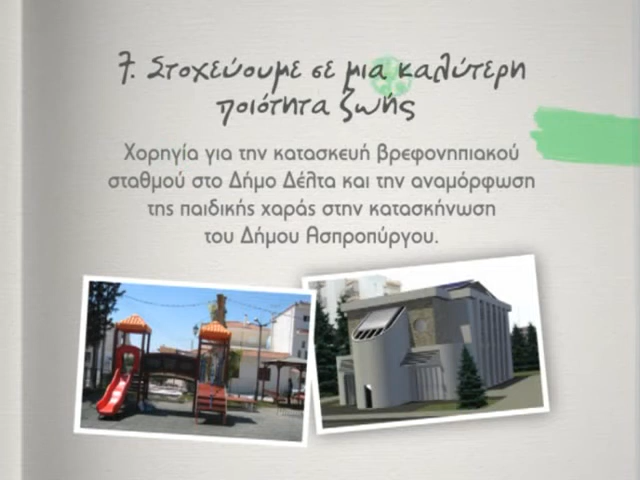 7. Στοχεύουμε σε μια καλύτερη
ποιότητα ζωής
Χορηγία για την κατασκευή βρεφονηπιακού
σταθμού στο Δήμο Δέλτα και την αναμόρφωση
της παιδικής χαράς στην κατασκήνωση
του Δήμου Ασπροπύργου.